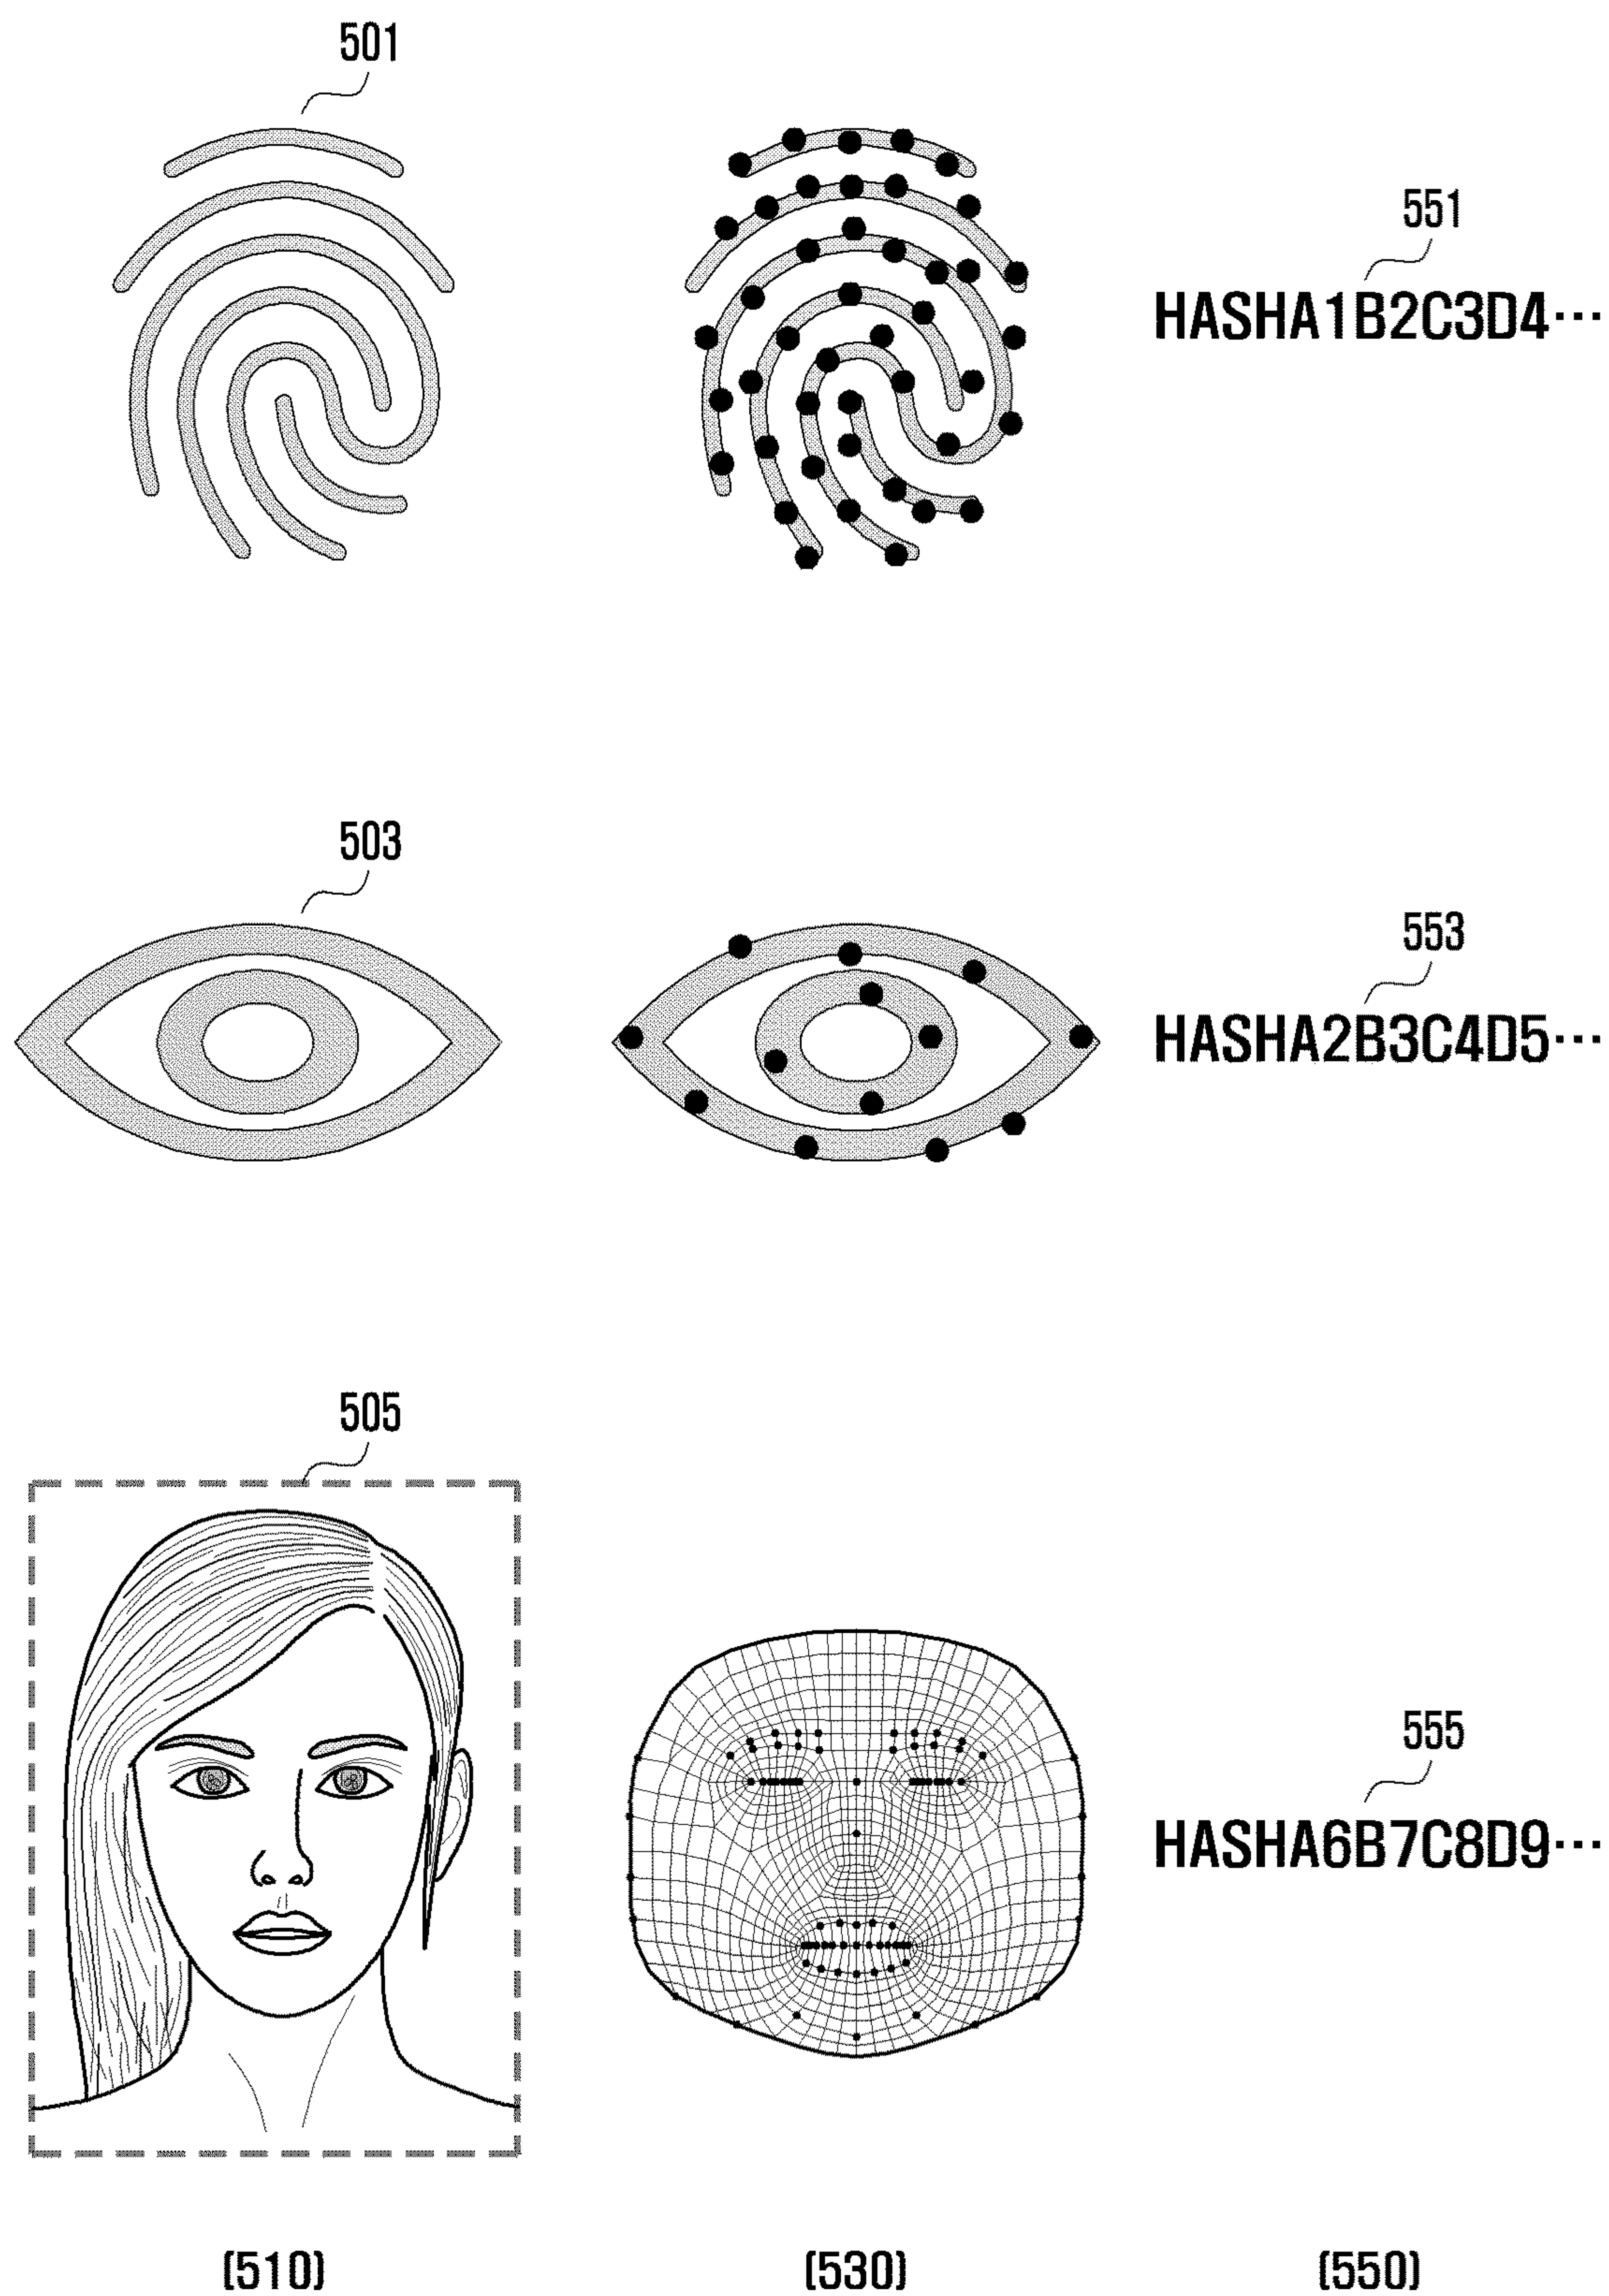 501
551
HASHA1B2C3D4···
503
553
HASHA2B3C4D5···
505
555
HASHA6B7C8D9···
(510) (530) (550)